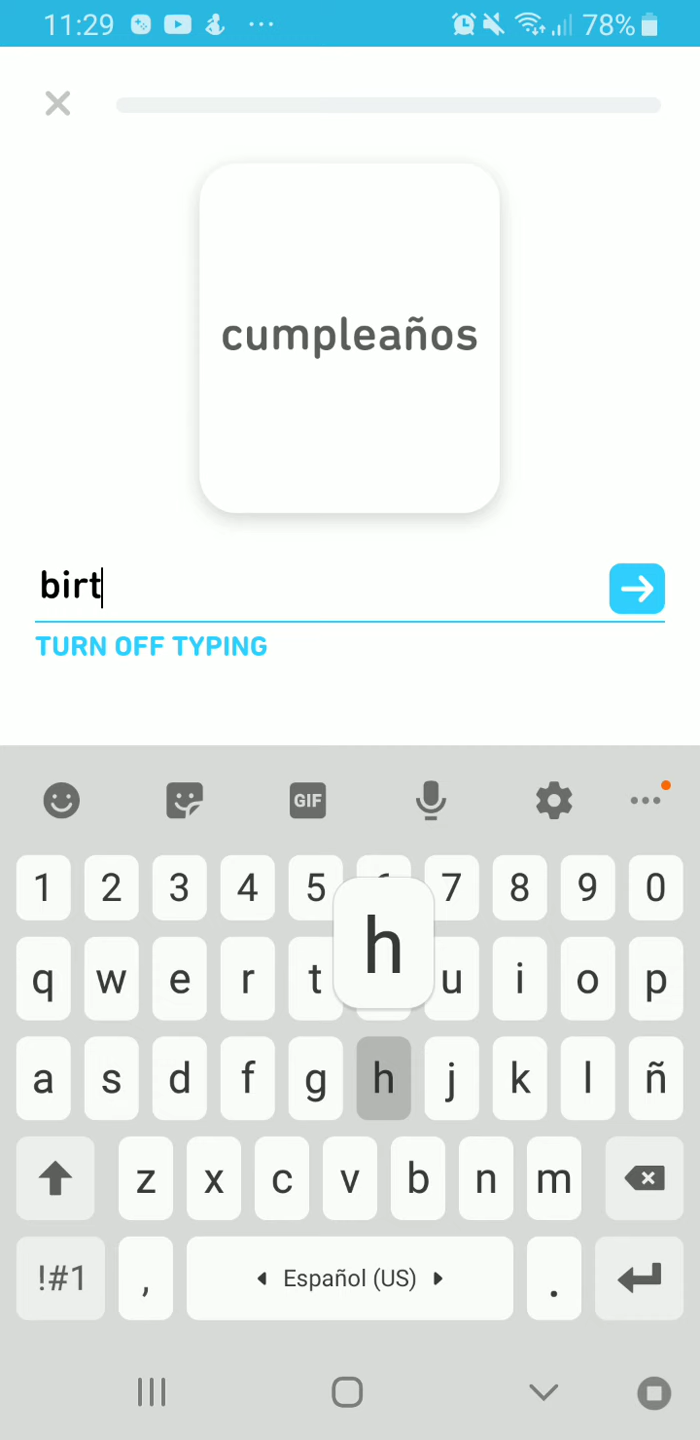 11:29 78%
cumpleaños
birt
TURN OFF TYPING
GIF
1 2 3 4 5 7 8 9 0
h
q w e r t u i o p
a s d f g h j k l ñ
z x c v b n m
!#1 , Español (US) .